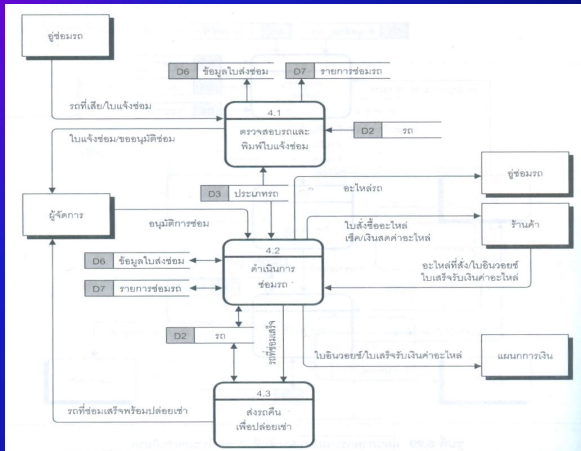 อู่ซ่อมรถ
D6 ข้อมูลใบส่งซ่อม
D7 รายการซ่อมรถ
รถที่เสีย/ใบแจ้งซ่อม
4.1
ตรวจสอบรถและ
พิมพ์ใบแจ้งซ่อม
D2 รถ
ใบแจ้งซ่อม/ขออนุมัติซ่อม
D3 ประเภทรถ
อู่ซ่อมรถ
อะไหล่รถ
ผู้จัดการ
อนุมัติการซ่อม
ใบสั่งซื้ออะไหล่
เช็ค/เงินสดค่าอะไหล่
ร้านค้า
4.2
ดำเนินการ
ซ่อมรถ
D6 ข้อมูลใบส่งซ่อม
D7 รายการซ่อมรถ
อะไหล่ที่สั่ง/ใบอินวอยซ์
ใบเสร็จรับเงินค่าอะไหล่
D2 รถ
รถที่ซ่อมเสร็จ
ใบอินวอยซ์/ใบเสร็จรับเงินค่าอะไหล่
แผนกการเงิน
4.3
ส่งรถคืน
เพื่อปล่อยเช่า
รถที่ซ่อมเสร็จพร้อมปล่อยเช่า